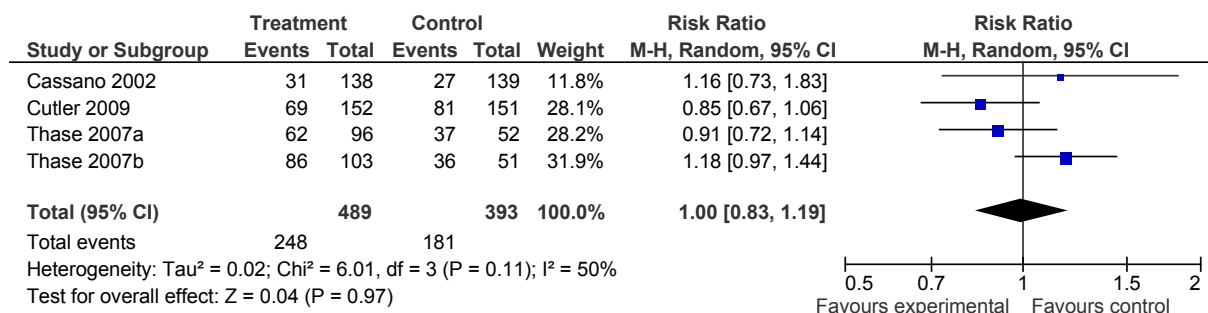 Treatment Control Risk Ratio Risk Ratio
Study or Subgroup Events Total Events Total Weight M-H, Random, 95% CI M-H, Random, 95% CI
Cassano 2002 31 138 27 139 11.8% 1.16 [0.73, 1.83]
Cutler 2009 69 152 81 151 28.1% 0.85 [0.67, 1.06]
Thase 2007a 62 96 37 52 28.2% 0.91 [0.72, 1.14]
Thase 2007b 86 103 36 51 31.9% 1.18 [0.97, 1.44]
Total (95% CI) 489 393 100.0% 1.00 [0.83, 1.19]
Total events 248 181
Heterogeneity: Tau² = 0.02; Chi² = 6.01, df = 3 (P = 0.11); I² = 50%
Test for overall effect: Z = 0.04 (P = 0.97)
0.5 0.7 1 1.5 2
Favours experimental Favours control